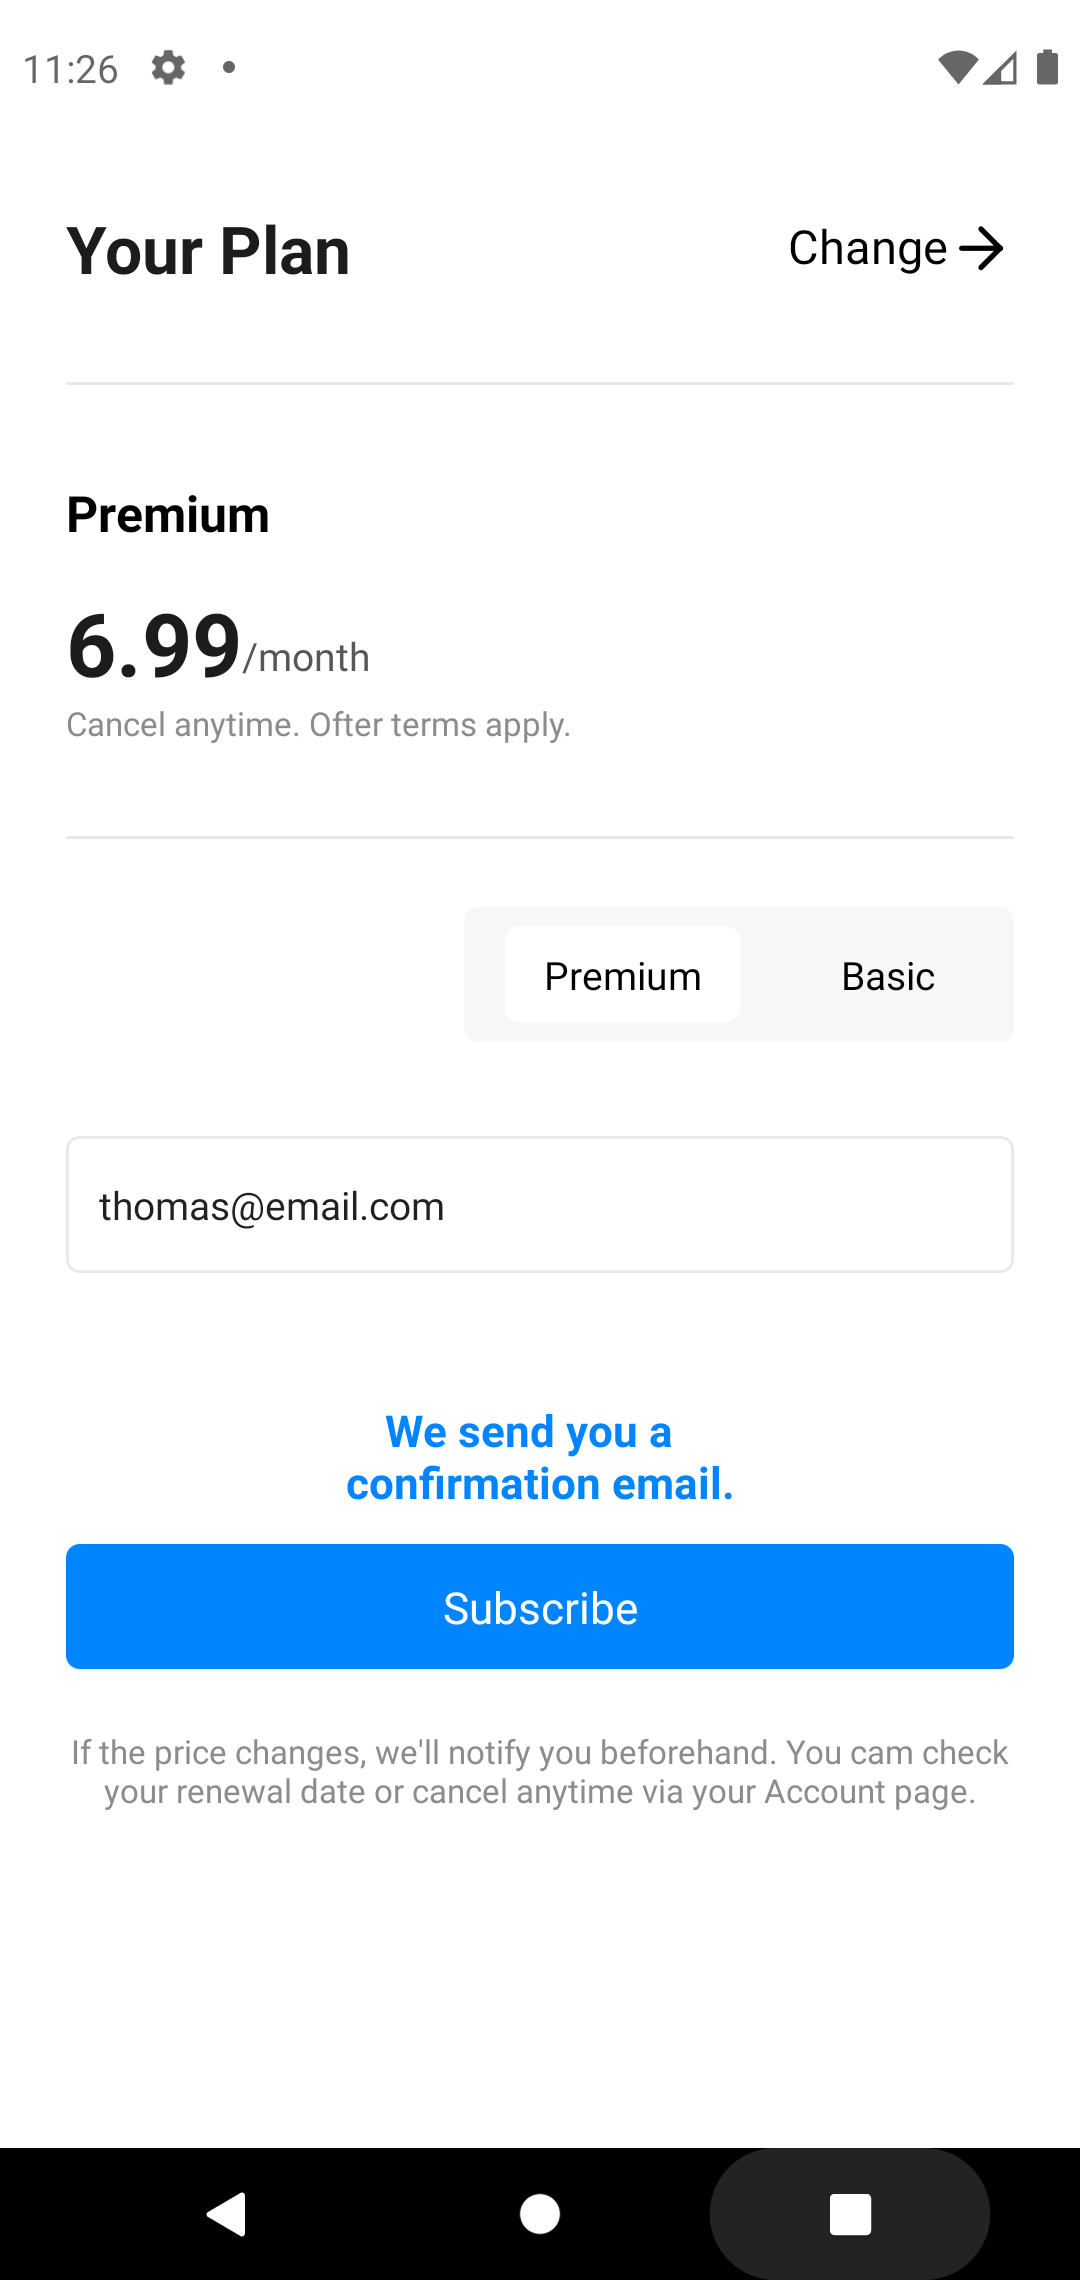 11:26
Your Plan
Change
Premium
6.99/month
Cancel anytime. Ofter terms apply.
Premium
Basic
thomas@email.com
We send you a
confirmation email.
Subscribe
If the price changes, we'll notify you beforehand. You cam check
your renewal date or cancel anytime via your Account page.